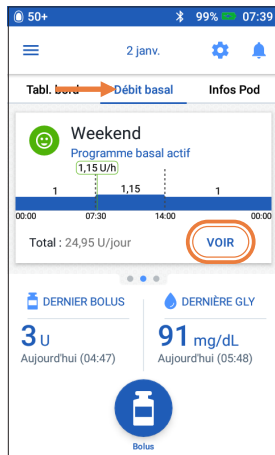 50+ 99% 07:39
2 janv.
Tabl. bord Débit basal Infos Pod
Weekend
Programme basal actif
1,15 U/h
1 1,15 1
00:00 07:30 14:00 00:00
Total : 24,95 U/jour VOIR
DERNIER BOLUS DERNIÈRE GLY
3 U 91 mg/dL
Aujourd'hui (04:47) Aujourd'hui (05:48)
Bolus